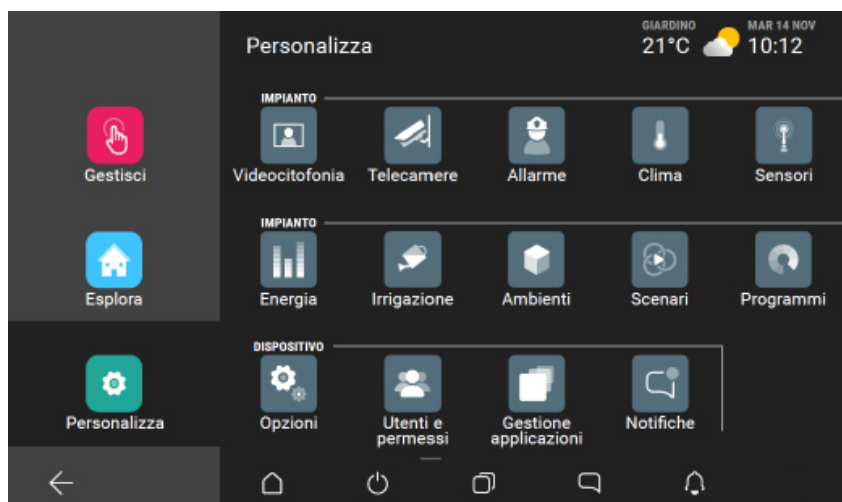 Personalizza
GIARDINO
21°C
MAR 14 NOV
10:12
Gestisci
Esplora
Personalizza
IMPIANTO
Videocitofonia Telecamere Allarme Clima Sensori
IMPIANTO
Energia Irrigazione Ambienti Scenari Programmi
DISPOSITIVO
Opzioni
Utenti e
permessi
Gestione
applicazioni
Notifiche